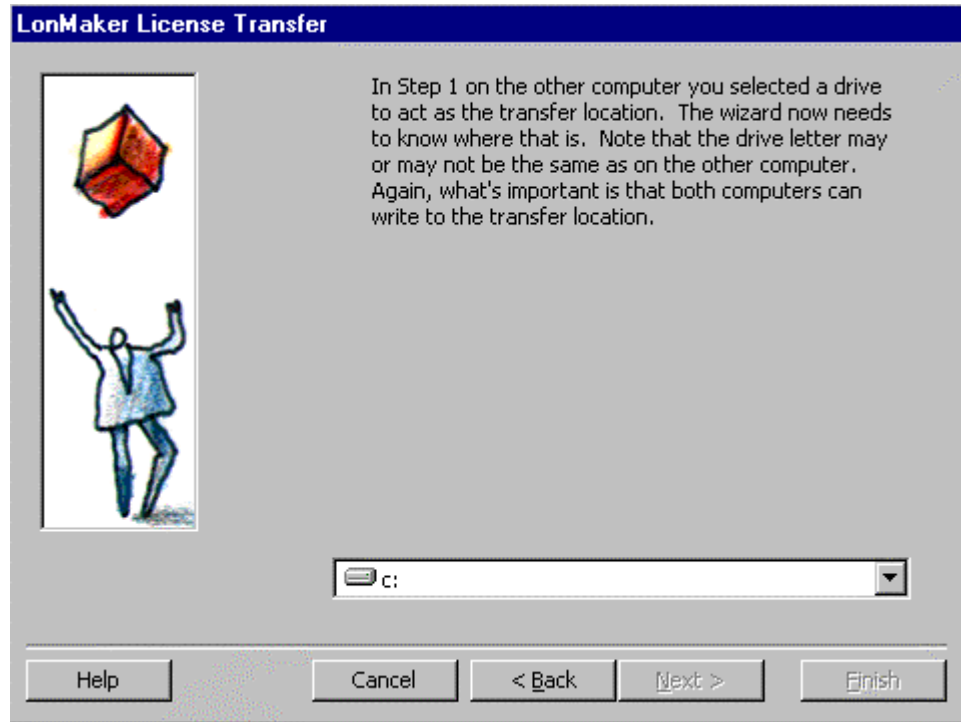 LonMaker License Transfer
In Step 1 on the other computer you selected a drive
to act as the transfer location.  The wizard now needs
to know where that is.  Note that the drive letter may
or may not be the same as on the other computer.
Again, what's important is that both computers can
write to the transfer location.
c:
Help
Cancel
< Back
Next >
Finish